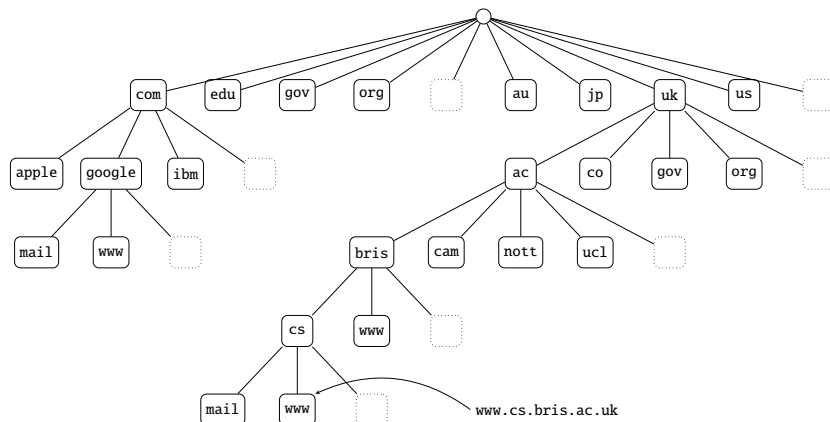 com edu gov org au jp uk us
apple google ibm ac co gov org
mail www bris cam nott ucl
cs www
mail www www.cs.bris.ac.uk